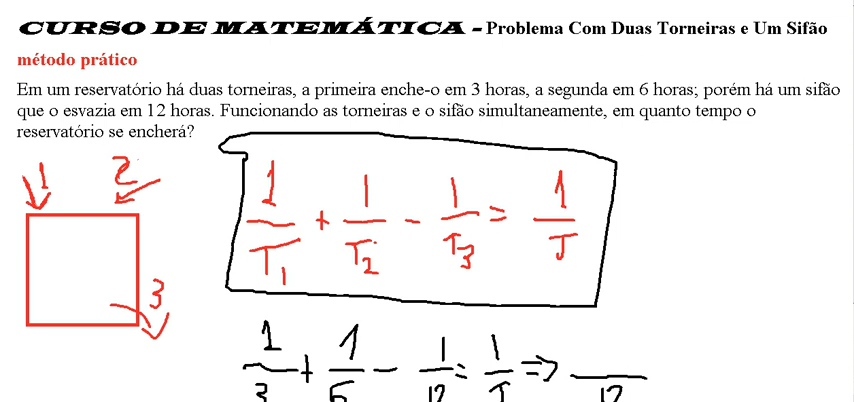 CURSO DE MATEMÁTICA - Problema Com Duas Torneiras e Um Sifão
método prático
Em um reservatório há duas torneiras, a primeira enche-o em 3 horas, a segunda em 6 horas; porém há um sifão
que o esvazia em 12 horas. Funcionando as torneiras e o sifão simultaneamente, em quanto tempo o
reservatório se encherá?
1 2
1/T1 + 1/T2 - 1/T3 = 1/T
3
1/3 + 1/6 - 1/12 = 1/T => /12